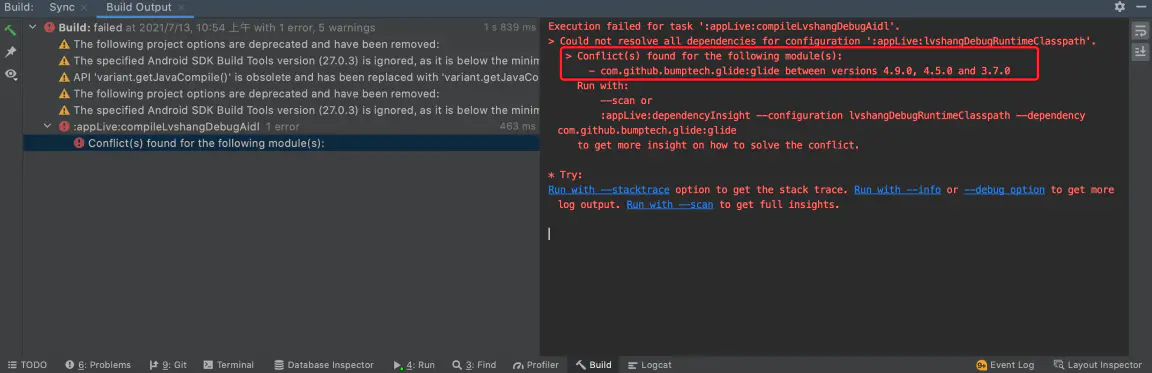 Build: Sync × Build Output ×
Build: failed at 2021/7/13, 10:54 上午 with 1 error, 5 warnings 1 s 839 ms
The following project options are deprecated and have been removed:
The specified Android SDK Build Tools version (27.0.3) is ignored, as it is below the minim
API 'variant.getJavaCompile()' is obsolete and has been replaced with 'variant.getJavaCo
The following project options are deprecated and have been removed:
The specified Android SDK Build Tools version (27.0.3) is ignored, as it is below the minim
:appLive:compileLvshangDebugAidl 1 error 463 ms
Conflict(s) found for the following module(s):
Execution failed for task ':appLive:compileLvshangDebugAidl'.
> Could not resolve all dependencies for configuration ':appLive:lvshangDebugRuntimeClasspath'.
> Conflict(s) found for the following module(s):
- com.github.bumptech.glide:glide between versions 4.9.0, 4.5.0 and 3.7.0
Run with:
--scan or
:appLive:dependencyInsight --configuration lvshangDebugRuntimeClasspath --dependency
com.github.bumptech.glide:glide
to get more insight on how to solve the conflict.
* Try:
Run with --stacktrace option to get the stack trace. Run with --info or --debug option to get more
log output. Run with --scan to get full insights.
TODO 6: Problems 9: Git Terminal Database Inspector 4: Run 3: Find Profiler Build Logcat 9+ Event Log Layout Inspector